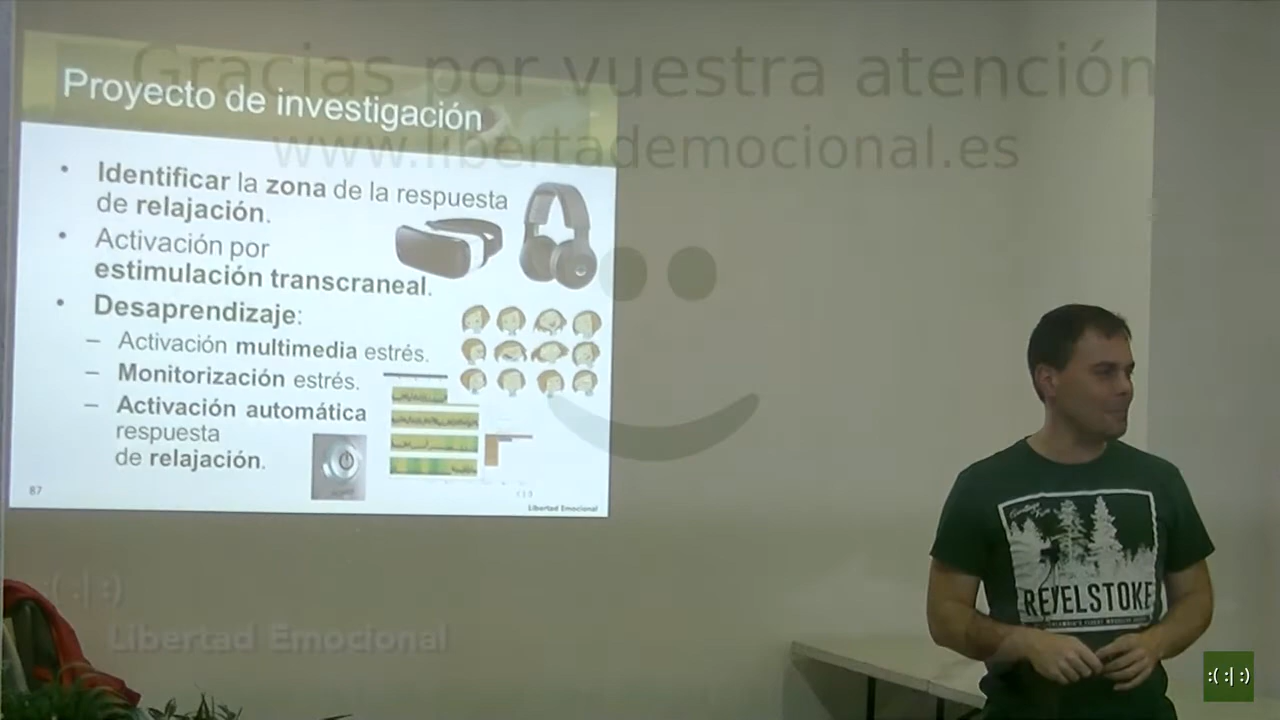 Gracias por vuestra atención
www.libertademocional.es
Proyecto de investigación
• Identificar la zona de la respuesta
de relajación.
• Activación por
estimulación transcraneal.
• Desaprendizaje:
– Activación multimedia estrés.
– Monitorización estrés.
– Activación automática
respuesta
de relajación.
87
Libertad Emocional
:( :| :)
Libertad Emocional
REVELSTOKE
:( :| :)